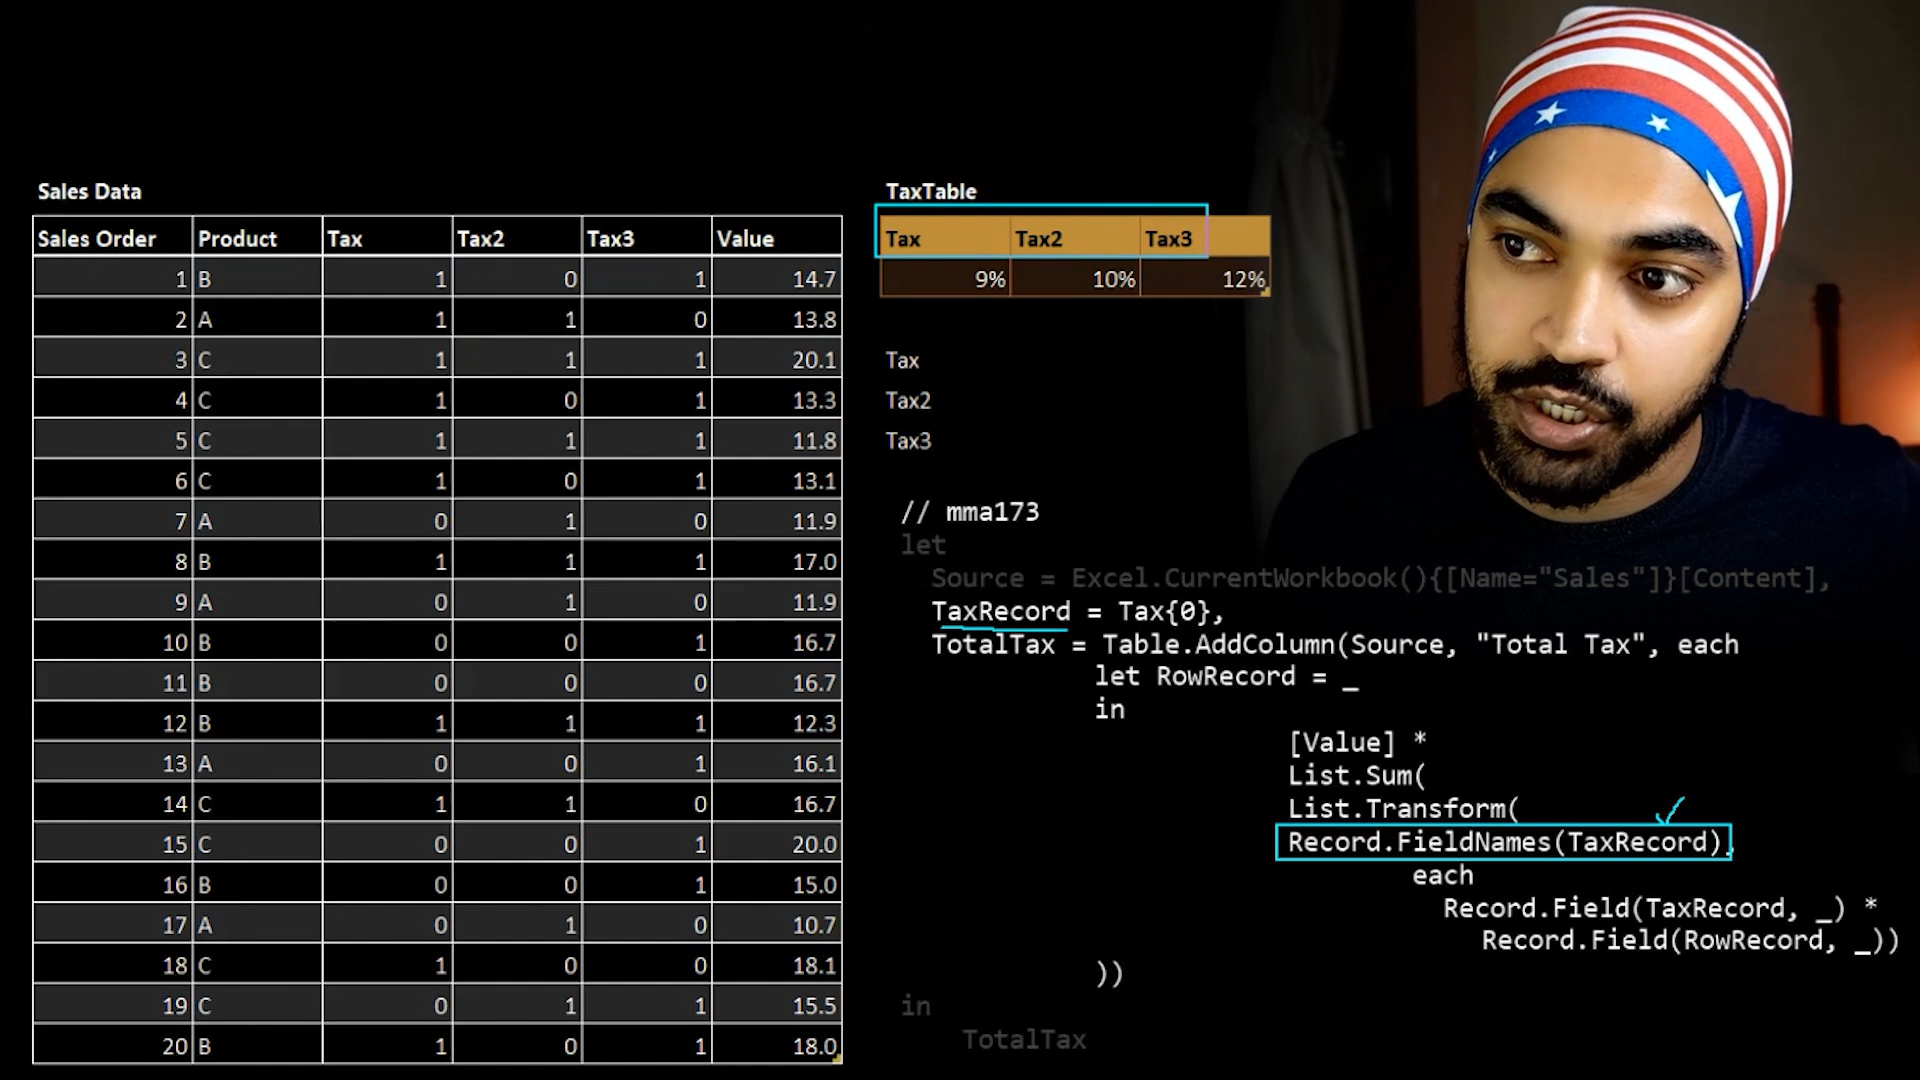 Sales Data
Sales Order Product Tax Tax2 Tax3 Value
1 B 1 0 1 14.7
2 A 1 1 0 13.8
3 C 1 1 1 20.1
4 C 1 0 1 13.3
5 C 1 1 1 11.8
6 C 1 0 1 13.1
7 A 0 1 0 11.9
8 B 1 1 1 17.0
9 A 0 1 0 11.9
10 B 0 0 1 16.7
11 B 0 0 0 16.7
12 B 1 1 1 12.3
13 A 0 0 1 16.1
14 C 1 1 0 16.7
15 C 0 0 1 20.0
16 B 0 0 1 15.0
17 A 0 1 0 10.7
18 C 1 0 0 18.1
19 C 0 1 1 15.5
20 B 1 0 1 18.0
TaxTable
Tax Tax2 Tax3
9% 10% 12%
Tax
Tax2
Tax3
// mma173
let
Source = Excel.CurrentWorkbook(){[Name="Sales"]}[Content],
TaxRecord = Tax{0},
TotalTax = Table.AddColumn(Source, "Total Tax", each
let RowRecord = _
in
[Value] *
List.Sum(
List.Transform(
Record.FieldNames(TaxRecord),
each
Record.Field(TaxRecord, _) *
Record.Field(RowRecord, _))
))
in
TotalTax